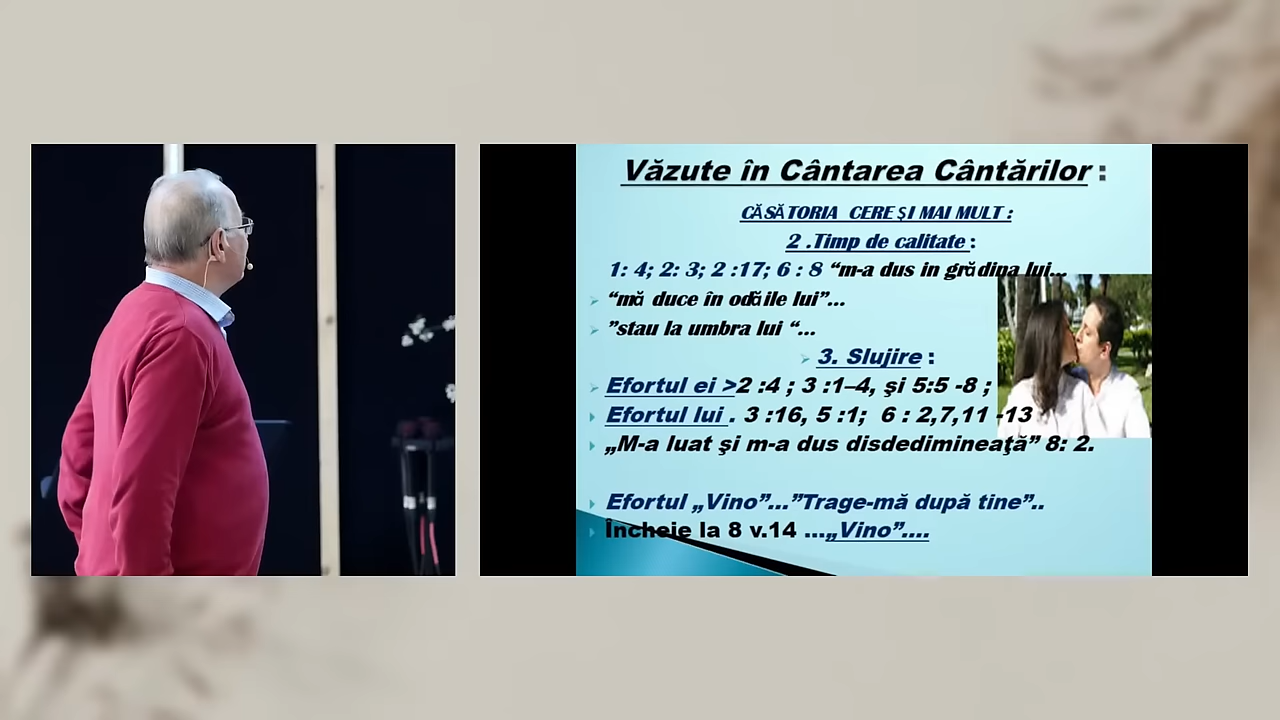 Văzute în Cântarea Cântărilor :
CĂSĂTORIA CERE ŞI MAI MULT :
2 .Timp de calitate :
1: 4; 2: 3; 2 :17; 6 : 8 “m-a dus in grădina lui...
“mă duce în odăile lui”...
”stau la umbra lui “...
3. Slujire :
Efortul ei >2 :4 ; 3 :1–4, şi 5:5 -8 ;
Efortul lui . 3 :16, 5 :1; 6 : 2,7,11 -13
„M-a luat şi m-a dus disdedimineaţă” 8: 2.
Efortul „Vino”...”Trage-mă după tine”..
Încheie la 8 v.14 ...„Vino”....